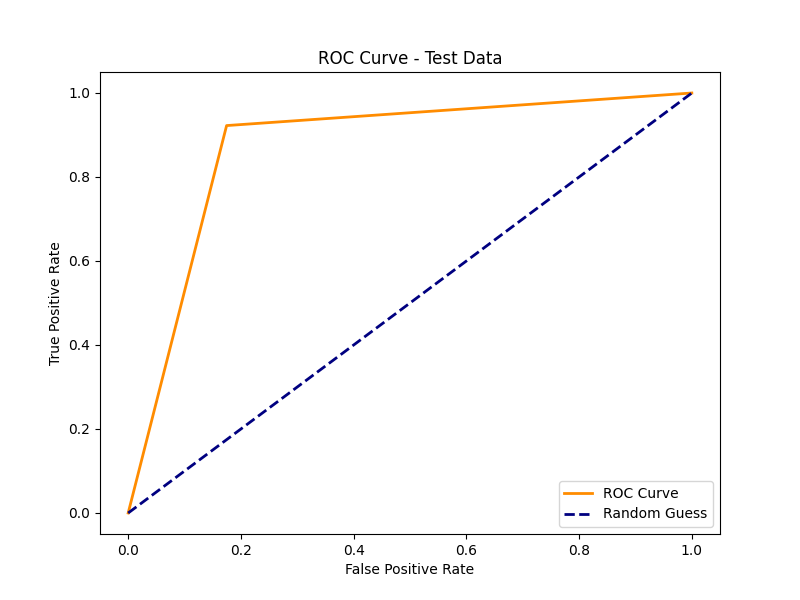 ROC Curve - Test Data
True Positive Rate
1.0
0.8
0.6
0.4
0.2
0.0
0.0 0.2 0.4 0.6 0.8 1.0
False Positive Rate
ROC Curve
Random Guess